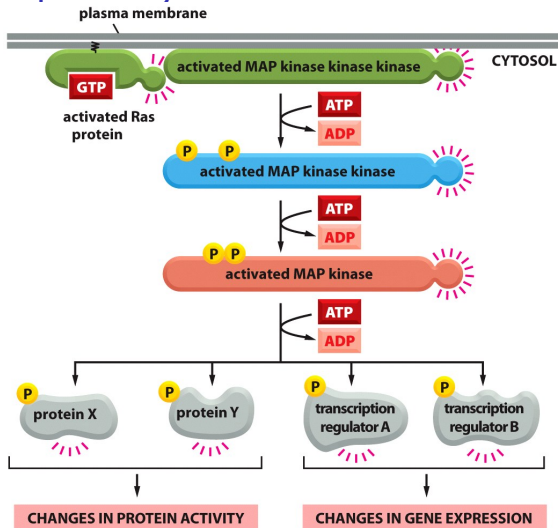 plasma membrane
CYTOSOL
activated MAP kinase kinase kinase
GTP
activated Ras
protein
ATP
ADP
P
P
activated MAP kinase kinase
ATP
ADP
P
P
activated MAP kinase
ATP
ADP
P
protein X
P
protein Y
P
transcription
regulator A
P
transcription
regulator B
CHANGES IN PROTEIN ACTIVITY
CHANGES IN GENE EXPRESSION